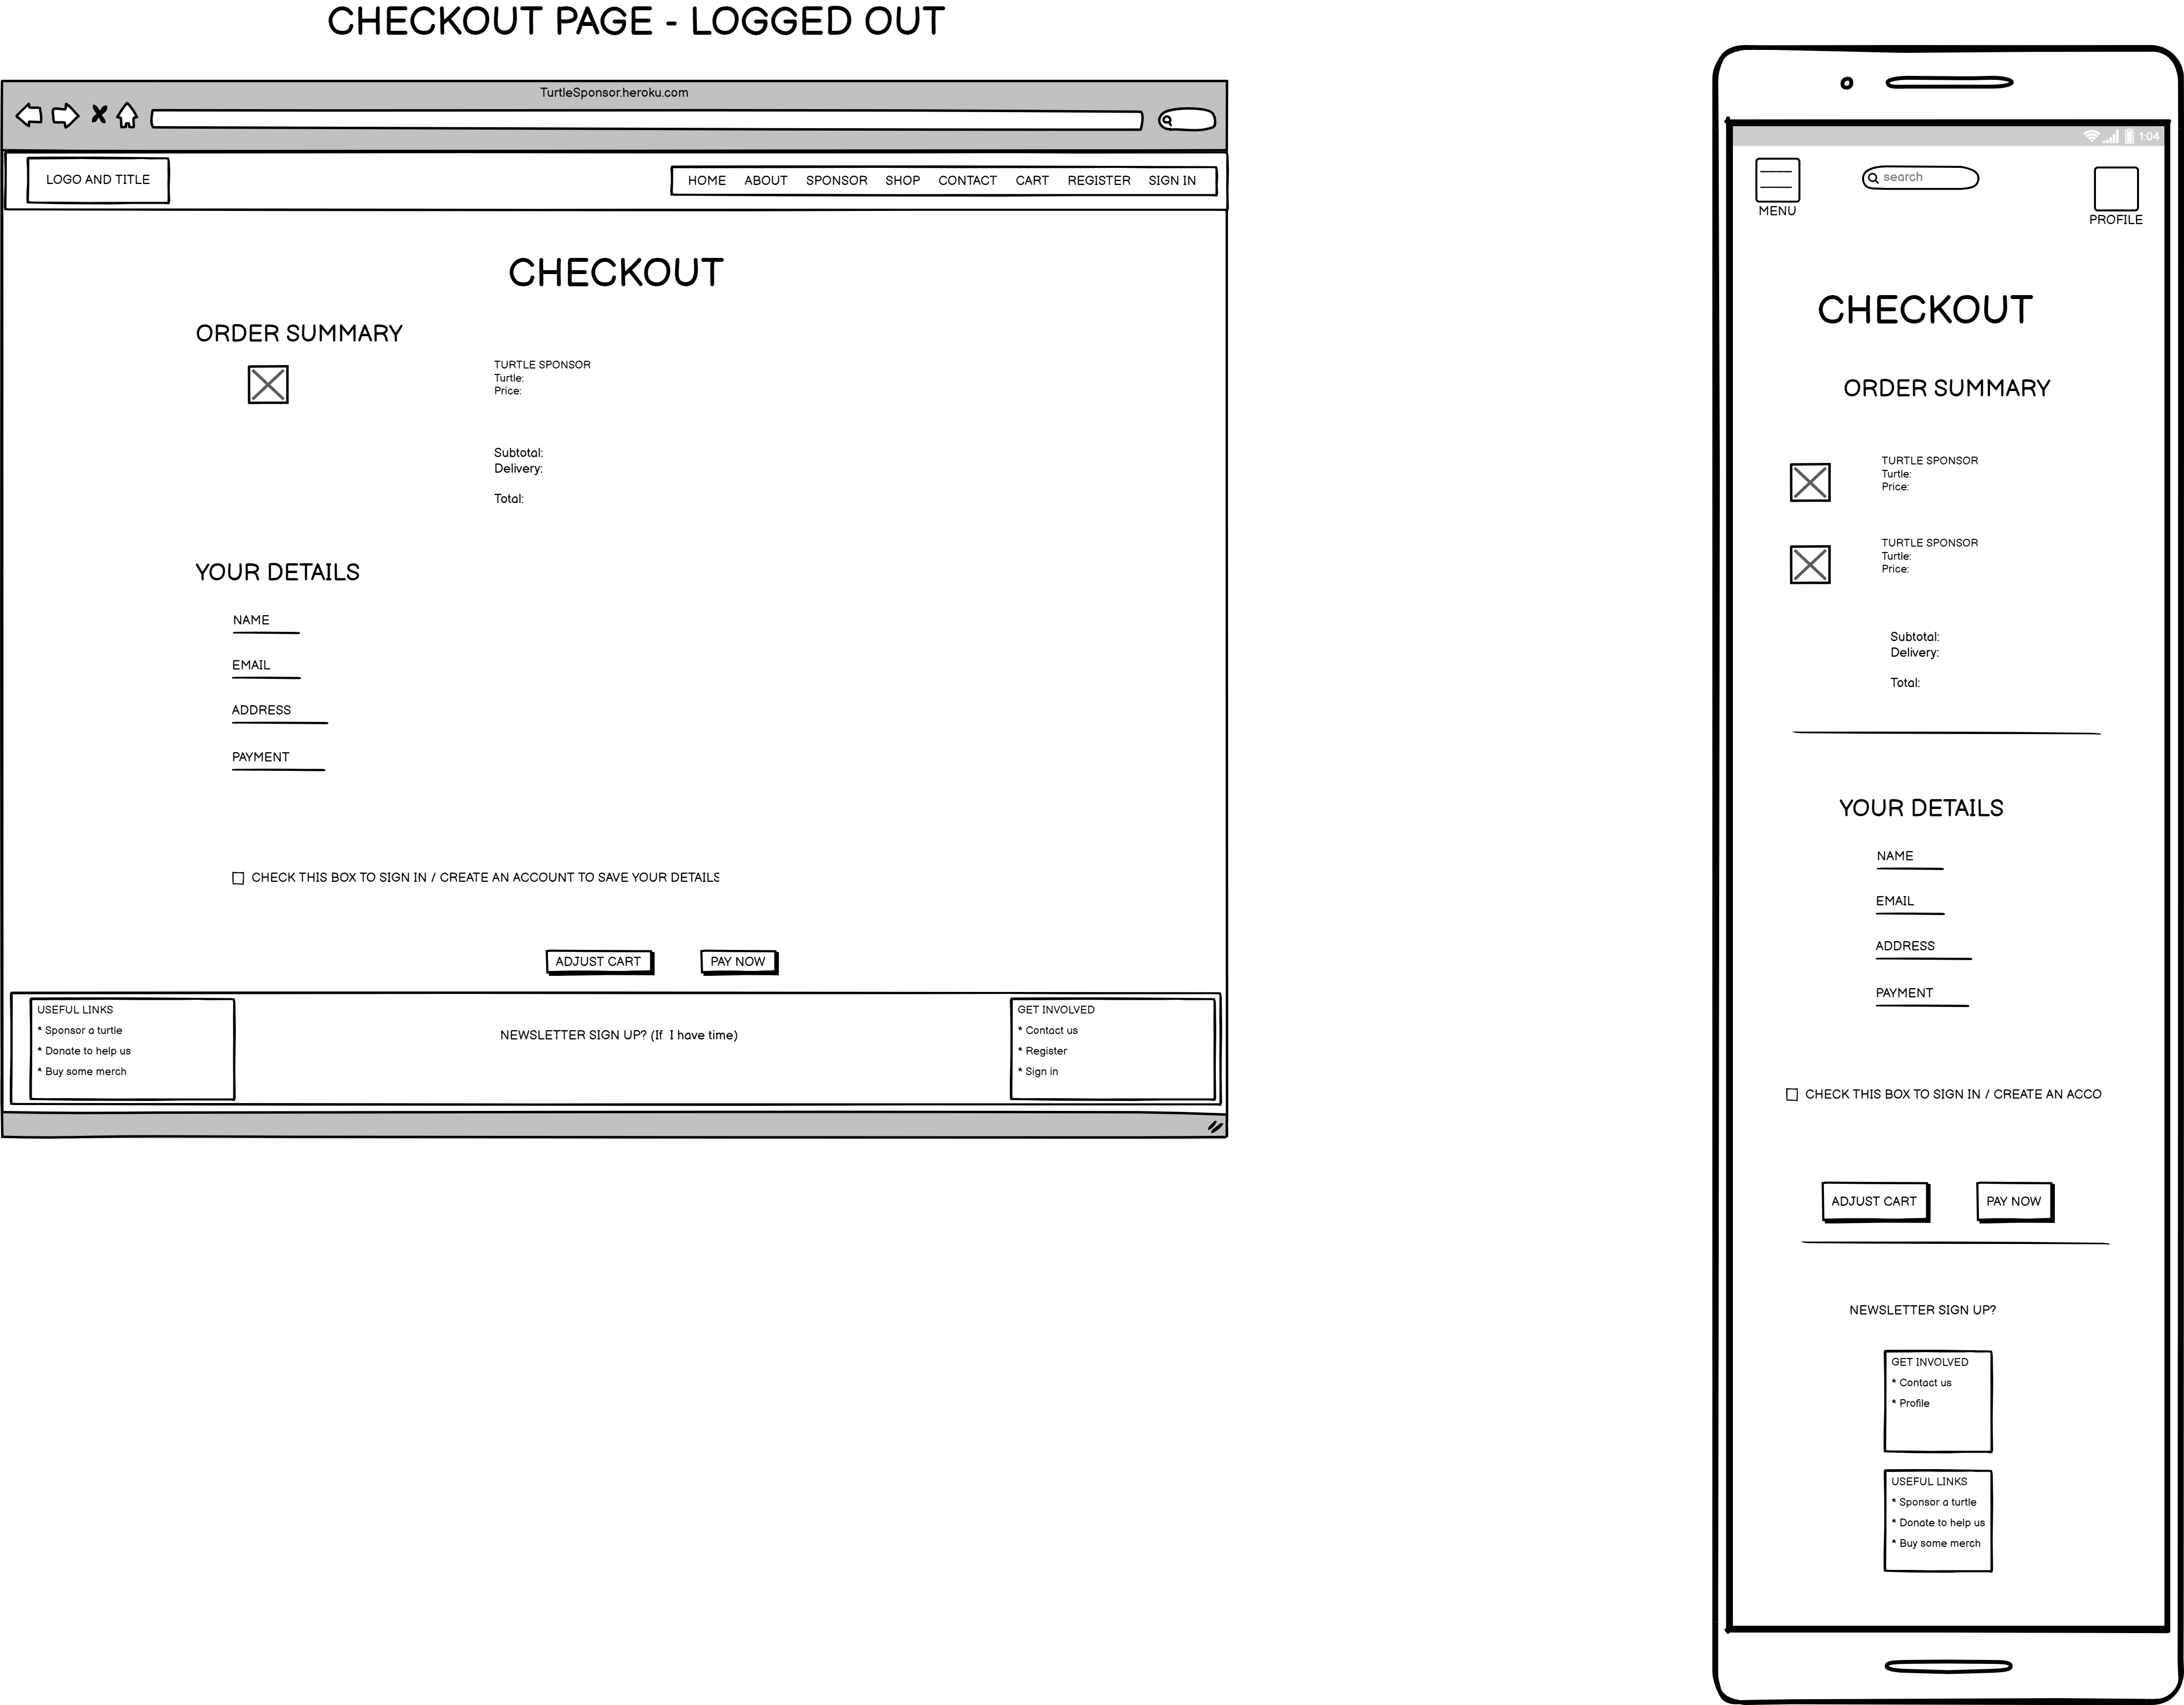 CHECKOUT PAGE - LOGGED OUT
TurtleSponsor.heroku.com
LOGO AND TITLE
HOME ABOUT SPONSOR SHOP CONTACT CART REGISTER SIGN IN
CHECKOUT
ORDER SUMMARY
TURTLE SPONSOR
Turtle:
Price:
Subtotal:
Delivery:
Total:
YOUR DETAILS
NAME
EMAIL
ADDRESS
PAYMENT
CHECK THIS BOX TO SIGN IN / CREATE AN ACCOUNT TO SAVE YOUR DETAILS
ADJUST CART PAY NOW
USEFUL LINKS
* Sponsor a turtle
* Donate to help us
* Buy some merch
NEWSLETTER SIGN UP? (If I have time)
GET INVOLVED
* Contact us
* Register
* Sign in
1:04
search
MENU
PROFILE
CHECKOUT
ORDER SUMMARY
TURTLE SPONSOR
Turtle:
Price:
TURTLE SPONSOR
Turtle:
Price:
Subtotal:
Delivery:
Total:
YOUR DETAILS
NAME
EMAIL
ADDRESS
PAYMENT
CHECK THIS BOX TO SIGN IN / CREATE AN ACCO
ADJUST CART PAY NOW
NEWSLETTER SIGN UP?
GET INVOLVED
* Contact us
* Profile
USEFUL LINKS
* Sponsor a turtle
* Donate to help us
* Buy some merch